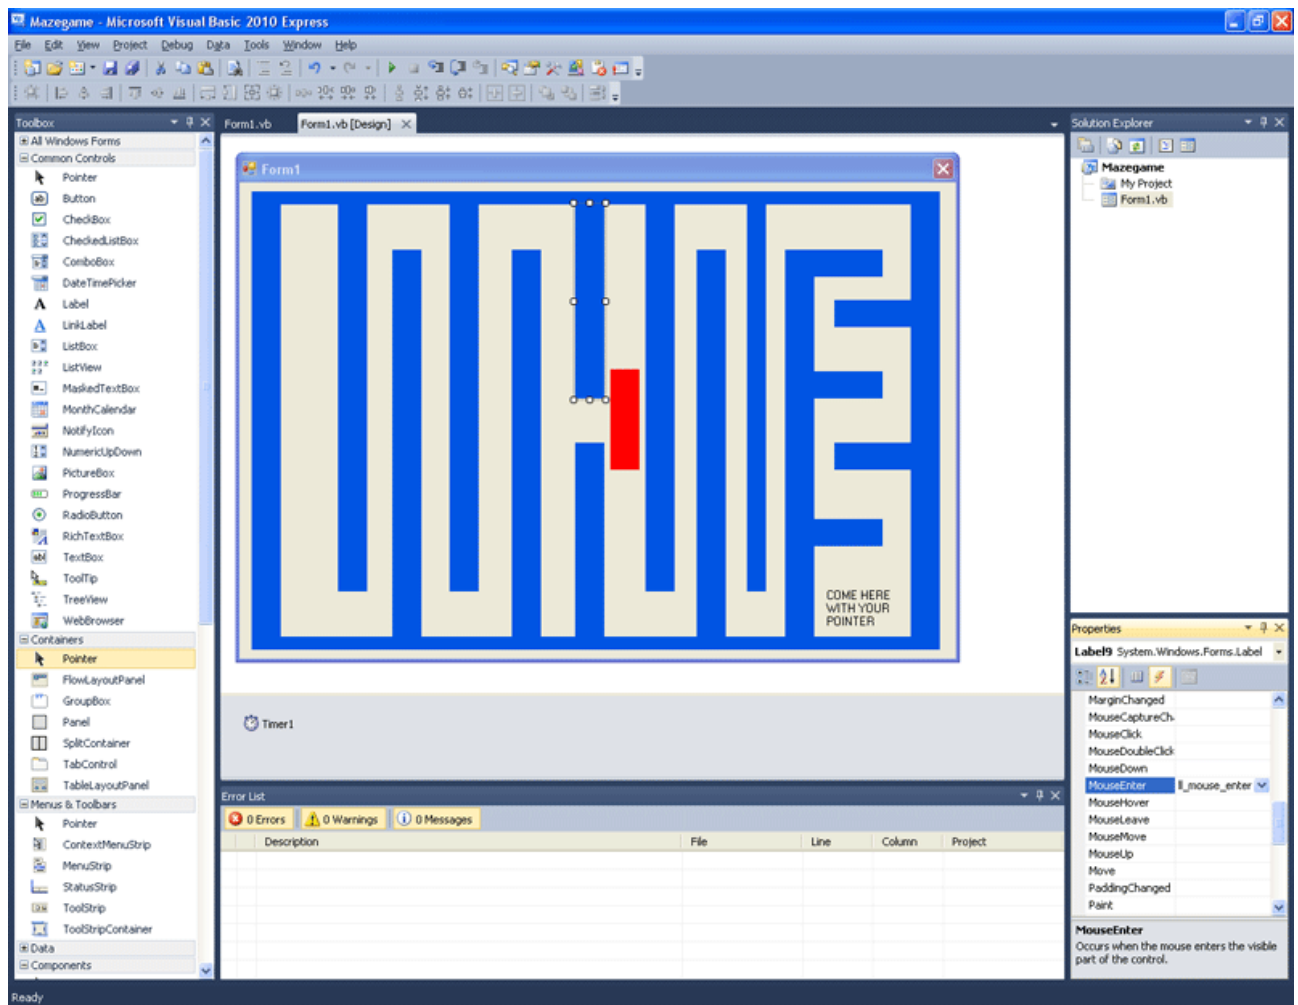 Mazegame - Microsoft Visual Basic 2010 Express
File Edit View Project Debug Data Tools Window Help
Toolbox
All Windows Forms
Common Controls
Pointer
Button
CheckBox
CheckedListBox
ComboBox
DateTimePicker
Label
LinkLabel
ListBox
ListView
MaskedTextBox
MonthCalendar
NotifyIcon
NumericUpDown
PictureBox
ProgressBar
RadioButton
RichTextBox
TextBox
ToolTip
TreeView
WebBrowser
Containers
Pointer
FlowLayoutPanel
GroupBox
Panel
SplitContainer
TabControl
TableLayoutPanel
Menus & Toolbars
Pointer
ContextMenuStrip
MenuStrip
StatusStrip
ToolStrip
ToolStripContainer
Data
Components
Form1.vb Form1.vb [Design]
Form1
COME HERE
WITH YOUR
POINTER
Timer1
Error List
0 Errors 0 Warnings 0 Messages
Description File Line Column Project
Solution Explorer
Mazegame
My Project
Form1.vb
Properties
Label9 System.Windows.Forms.Label
MarginChanged
MouseCaptureCh
MouseClick
MouseDoubleClick
MouseDown
MouseEnter ll_mouse_enter
MouseHover
MouseLeave
MouseMove
MouseUp
Move
PaddingChanged
Paint
MouseEnter
Occurs when the mouse enters the visible
part of the control.
Ready